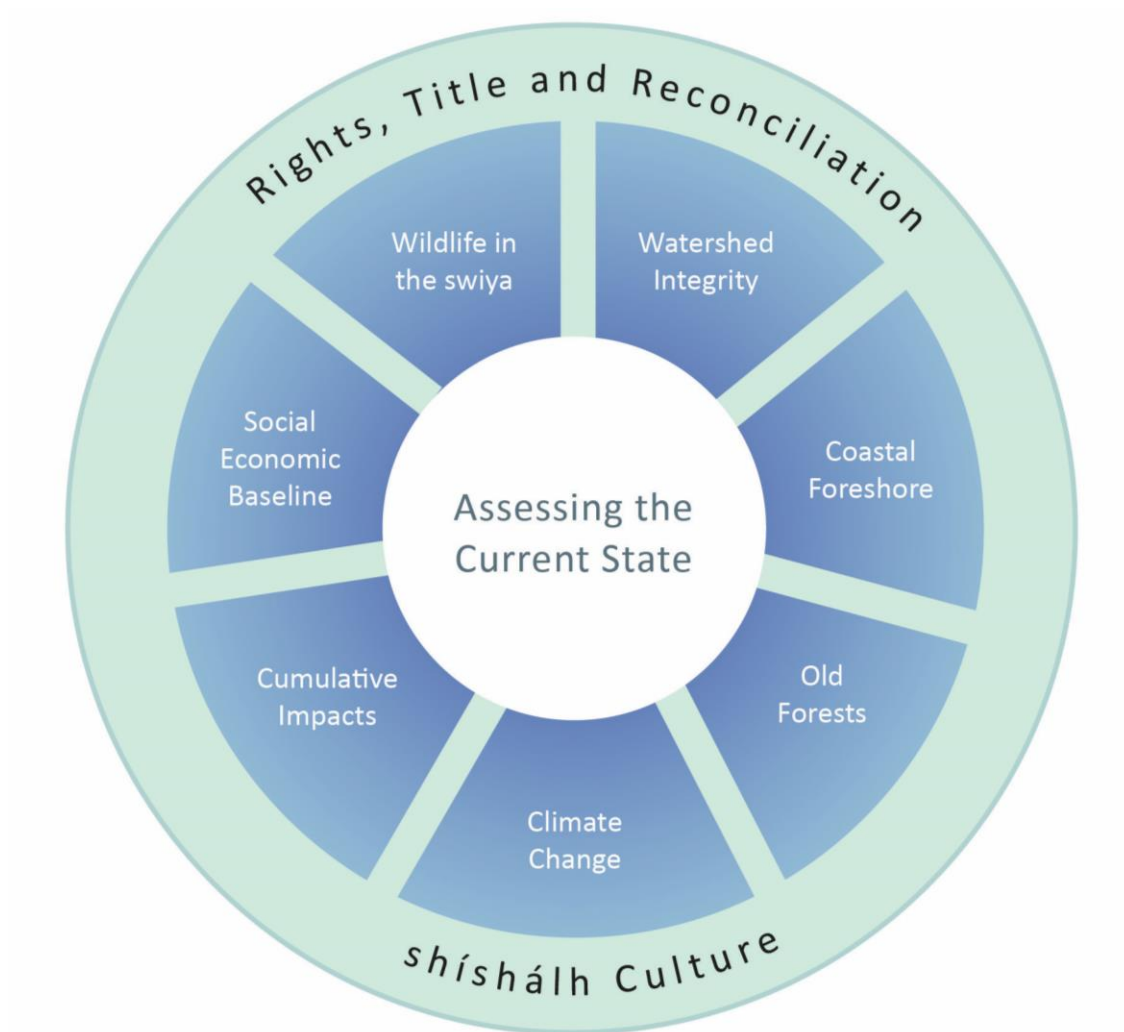 Rights, Title and Reconciliation
Wildlife in
the swiya
Watershed
Integrity
Social
Economic
Baseline
Coastal
Foreshore
Assessing the
Current State
Cumulative
Impacts
Old
Forests
Climate
Change
shíshálh Culture